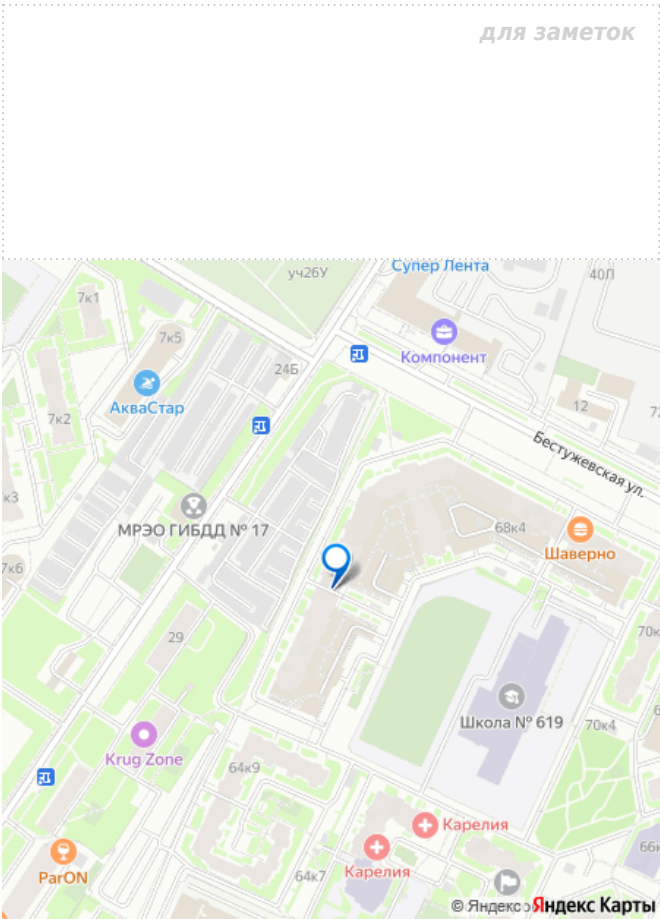 для заметок
Супер Лента
уч26У
40Л
7к1
Компонент
7к5
24Б
АкваСтар
12
7к2
Бестужевская ул.
к3
МРЭО ГИБДД № 17
68к4
Шаверно
7к6
29
70к
Школа № 619
70к4
Krug Zone
64к9
Карелия
66к
Карелия
ParON
64к7
© Яндекс
Яндекс Карты